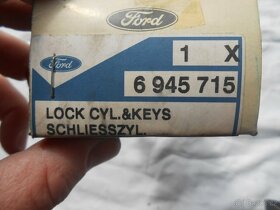 Ford
1 X
Ford
6 945 715
LOCK CYL.&KEYS
SCHLIESSZYL.